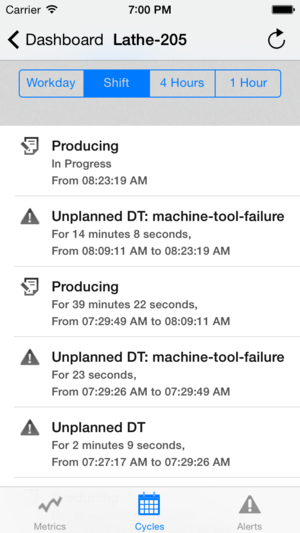 Carrier 7:00 PM
Dashboard Lathe-205
Workday Shift 4 Hours 1 Hour
Producing
In Progress
From 08:23:19 AM
Unplanned DT: machine-tool-failure
For 14 minutes 8 seconds,
From 08:09:11 AM to 08:23:19 AM
Producing
For 39 minutes 22 seconds,
From 07:29:49 AM to 08:09:11 AM
Unplanned DT: machine-tool-failure
For 23 seconds,
From 07:29:26 AM to 07:29:49 AM
Unplanned DT
For 2 minutes 9 seconds,
From 07:27:17 AM to 07:29:26 AM
Metrics Cycles Alerts